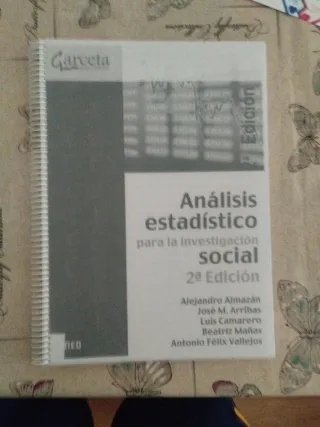 Garceta
2ª Edición
Análisis
estadístico
para la investigación
social
2ª Edición
Alejandro Almazán
José M. Arribas
Luis Camarero
Beatriz Mañas
Antonio Félix Vallejos